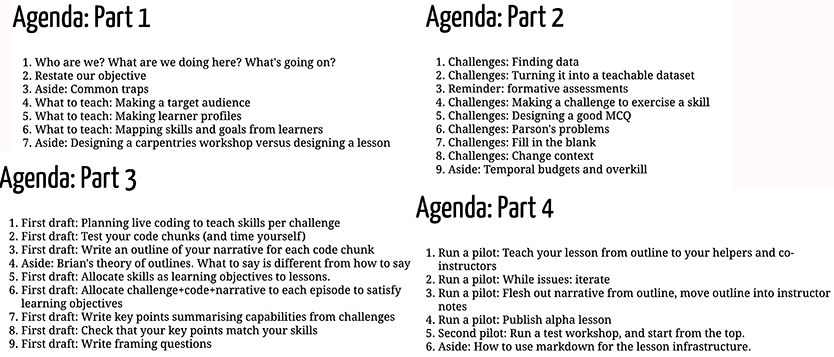 Agenda: Part 1
1. Who are we? What are we doing here? What's going on?
2. Restate our objective
3. Aside: Common traps
4. What to teach: Making a target audience
5. What to teach: Making learner profiles
6. What to teach: Mapping skills and goals from learners
7. Aside: Designing a carpentries workshop versus designing a lesson
Agenda: Part 2
1. Challenges: Finding data
2. Challenges: Turning it into a teachable dataset
3. Reminder: formative assessments
4. Challenges: Making a challenge to exercise a skill
5. Challenges: Designing a good MCQ
6. Challenges: Parson's problems
7. Challenges: Fill in the blank
8. Challenges: Change context
9. Aside: Temporal budgets and overkill
Agenda: Part 3
1. First draft: Planning live coding to teach skills per challenge
2. First draft: Test your code chunks (and time yourself)
3. First draft: Write an outline of your narrative for each code chunk
4. Aside: Brian's theory of outlines. What to say is different from how to say
5. First draft: Allocate skills as learning objectives to lessons.
6. First draft: Allocate challenge+code+narrative to each episode to satisfy
learning objectives
7. First draft: Write key points summarising capabilities from challenges
8. First draft: Check that your key points match your skills
9. First draft: Write framing questions
Agenda: Part 4
1. Run a pilot: Teach your lesson from outline to your helpers and co-
instructors
2. Run a pilot: While issues: iterate
3. Run a pilot: Flesh out narrative from outline, move outline into instructor
notes
4. Run a pilot: Publish alpha lesson
5. Second pilot: Run a test workshop, and start from the top.
6. Aside: How to use markdown for the lesson infrastructure.